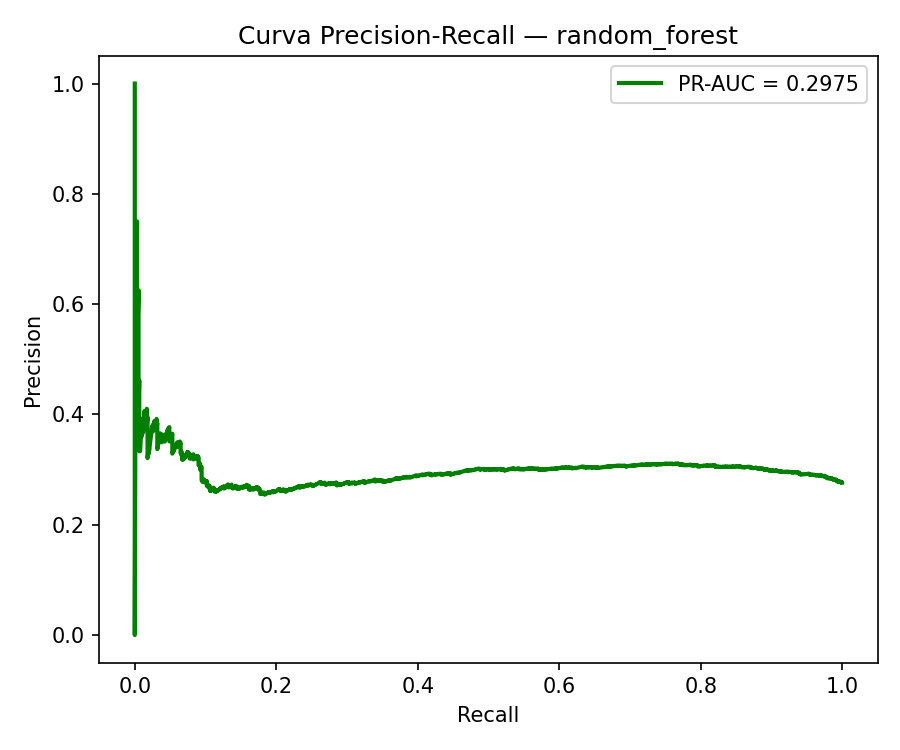 Curva Precision-Recall — random_forest
PR-AUC = 0.2975
Precision
1.0
0.8
0.6
0.4
0.2
0.0
0.0 0.2 0.4 0.6 0.8 1.0
Recall